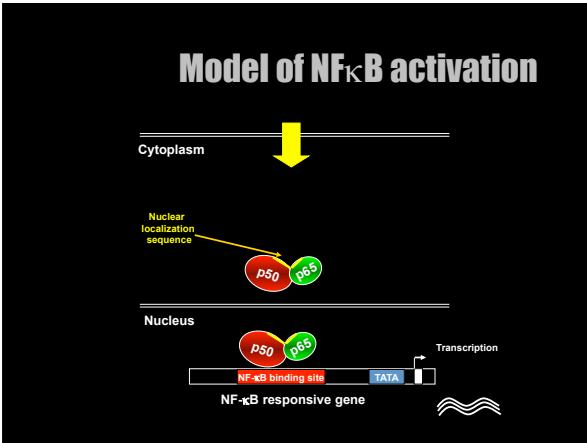 Model of NFκB activation
Cytoplasm
Nuclear
localization
sequence
p50
p65
Nucleus
p50
p65
Transcription
NF-κB binding site
TATA
NF-κB responsive gene